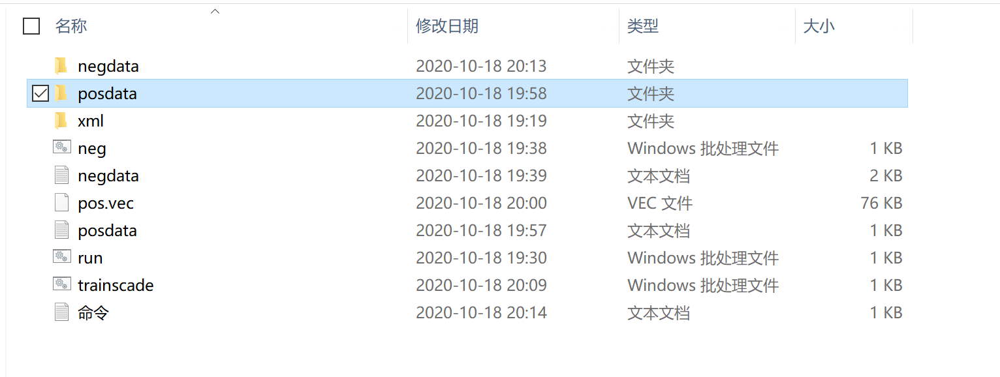 名称 修改日期 类型 大小
negdata 2020-10-18 20:13 文件夹
posdata 2020-10-18 19:58 文件夹
xml 2020-10-18 19:19 文件夹
neg 2020-10-18 19:38 Windows 批处理文件 1 KB
negdata 2020-10-18 19:39 文本文档 2 KB
pos.vec 2020-10-18 20:00 VEC 文件 76 KB
posdata 2020-10-18 19:57 文本文档 1 KB
run 2020-10-18 19:30 Windows 批处理文件 1 KB
trainscade 2020-10-18 20:09 Windows 批处理文件 1 KB
命令 2020-10-18 20:14 文本文档 1 KB